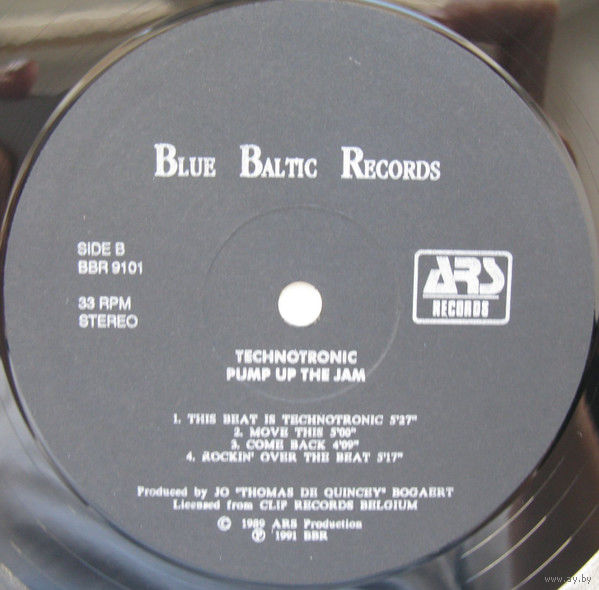 BLUE BALTIC RECORDS
SIDE B
BBR 9101
33 RPM
STEREO
ARS
RECORDS
TECHNOTRONIC
PUMP UP THE JAM
1. THIS BEAT IS TECHNOTRONIC 5'27"
2. MOVE THIS 5'00"
3. COME BACK 4'09"
4. ROCKIN' OVER THE BEAT 5'17"
Produced by JO "THOMAS DE QUINCEY" BOGAERT
Licensed from CLIP RECORDS BELGIUM
© 1989 ARS Production
℗ 1991 BBR
www.ay.by